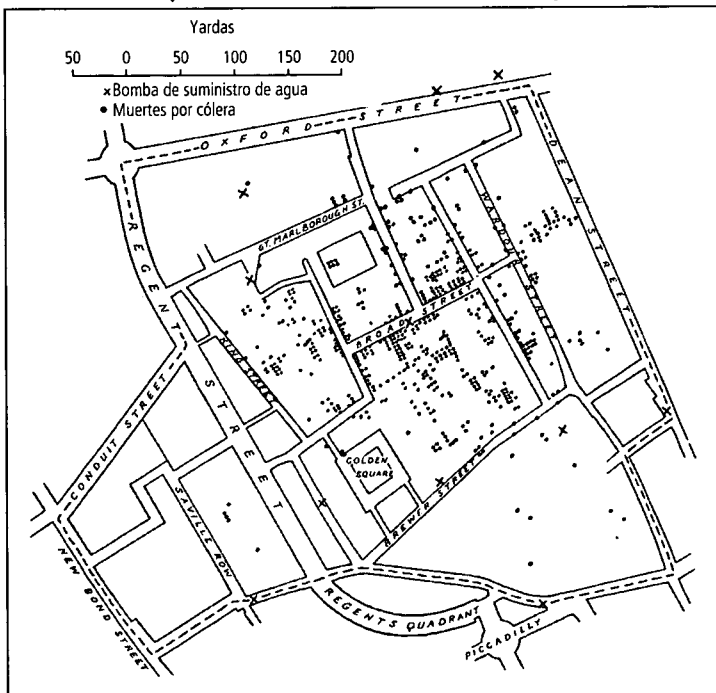 Yardas
50 0 50 100 150 200
×Bomba de suministro de agua
• Muertes por cólera
OXFORD STREET
DEAN STREET
REGENT STREET
GT. MARLBOROUGH ST.
WARDOUR STREET
BROAD STREET
KING STREET
CONDUIT STREET
GOLDEN
SQUARE
BREWER STREET
SAVILLE ROW
NEW BOND STREET
REGENTS QUADRANT
PICCADILLY